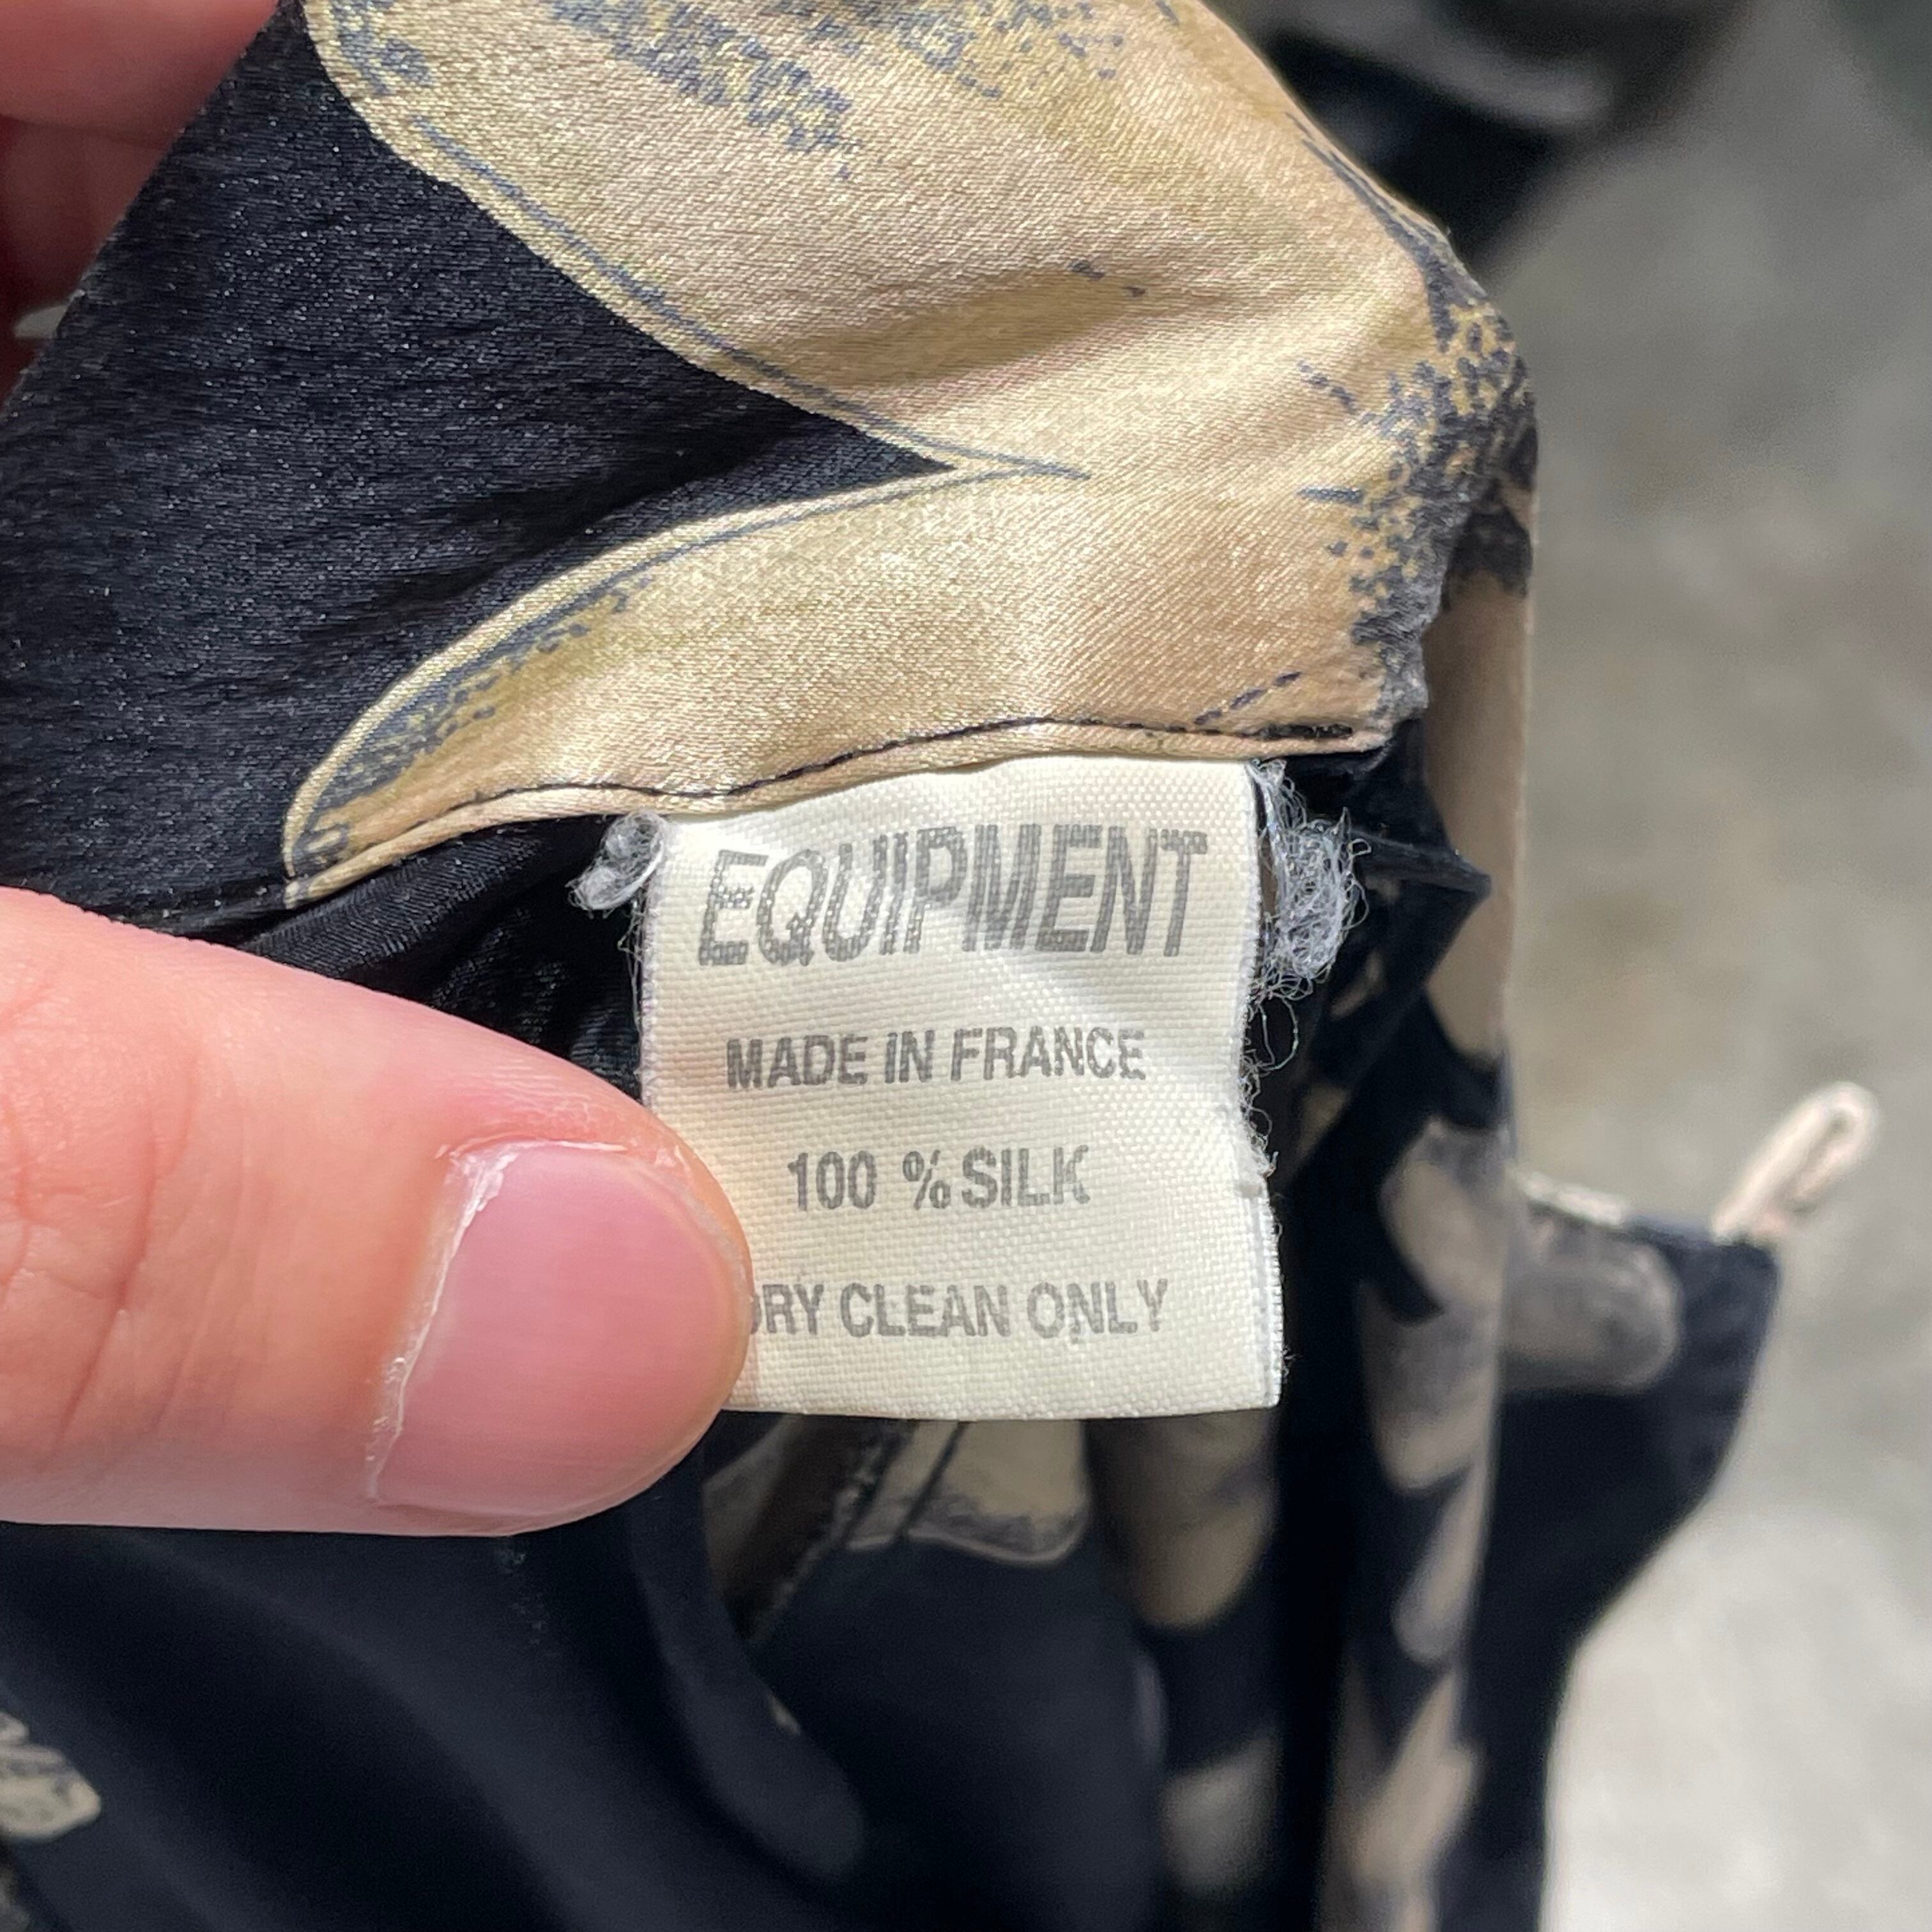 EQUIPMENT
MADE IN FRANCE
100 % SILK
DRY CLEAN ONLY